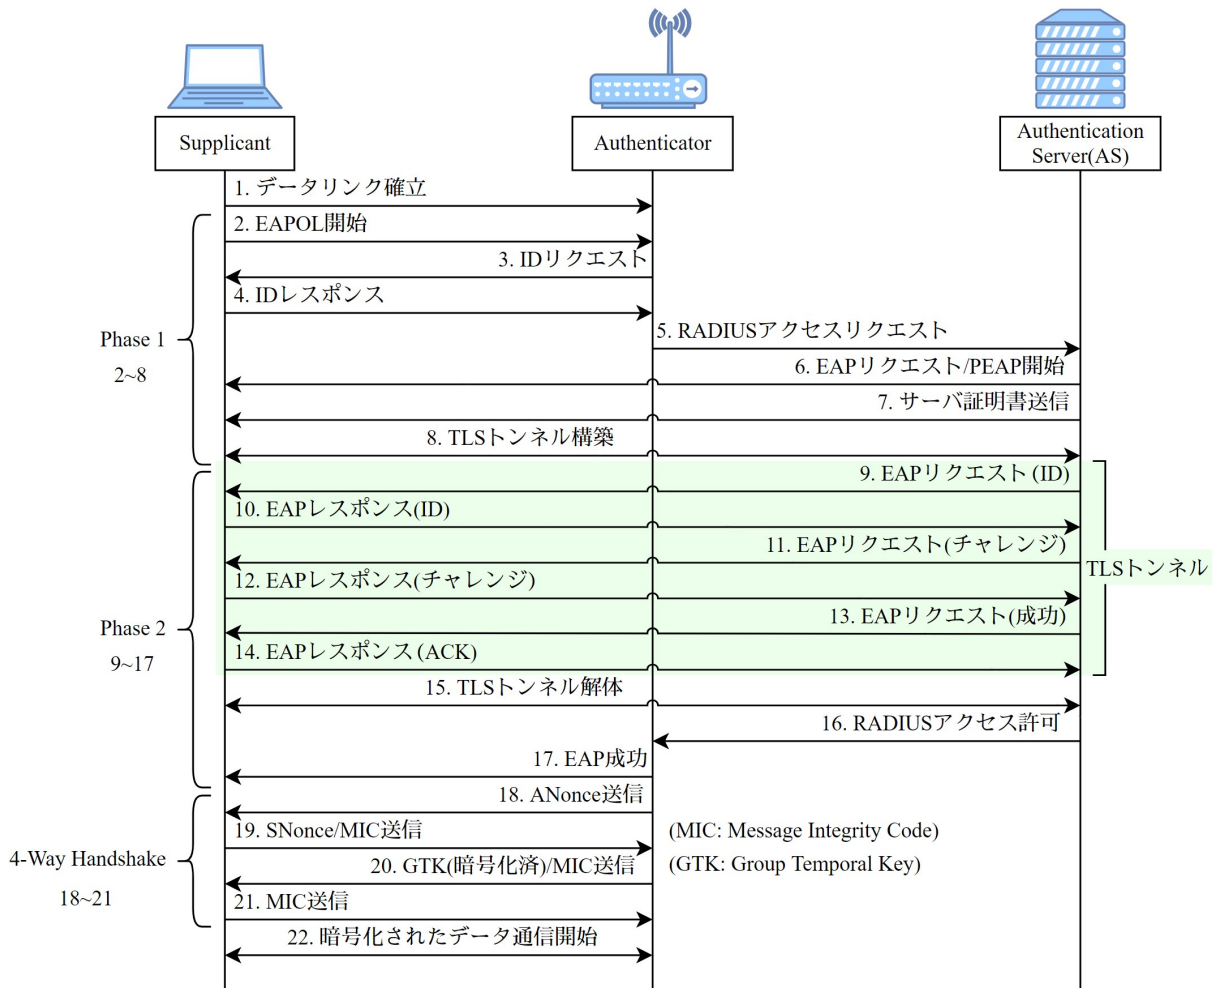 Supplicant
Authenticator
Authentication
Server(AS)
1. データリンク確立
2. EAPOL開始
3. IDリクエスト
4. IDレスポンス
5. RADIUSアクセスリクエスト
6. EAPリクエスト/PEAP開始
7. サーバ証明書送信
8. TLSトンネル構築
Phase 1
2~8
9. EAPリクエスト (ID)
10. EAPレスポンス(ID)
11. EAPリクエスト(チャレンジ)
12. EAPレスポンス(チャレンジ)
13. EAPリクエスト(成功)
14. EAPレスポンス (ACK)
TLSトンネル
15. TLSトンネル解体
16. RADIUSアクセス許可
17. EAP成功
Phase 2
9~17
18. ANonce送信
19. SNonce/MIC送信
(MIC: Message Integrity Code)
20. GTK(暗号化済)/MIC送信
(GTK: Group Temporal Key)
21. MIC送信
4-Way Handshake
18~21
22. 暗号化されたデータ通信開始